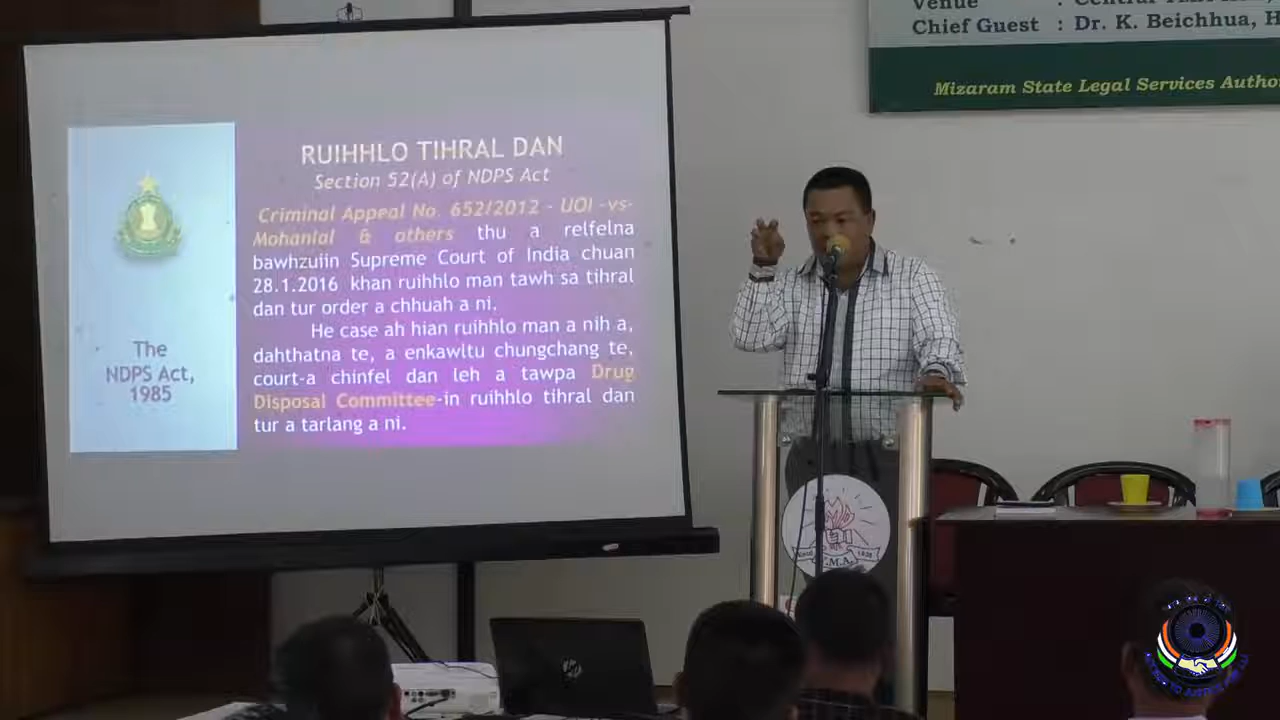 Venue : Central
Chief Guest : Dr. K. Beichhua, H
Mizaram State Legal Services Autho
RUIHHLO TIHRAL DAN
Section 52(A) of NDPS Act
Criminal Appeal No. 652/2012 - UOI -vs-
Mohanlal & others thu a relfelna
bawhzuiin Supreme Court of India chuan
28.1.2016 khan ruihhlo man tawh sa tihral
dan tur order a chhuah a ni.
He case ah hian ruihhlo man a nih a,
dahthatna te, a enkawltu chungchang te,
court-a chinfel dan leh a tawpa Drug
Disposal Committee-in ruihhlo tihral dan
tur a tarlang a ni.
The
NDPS Act,
1985